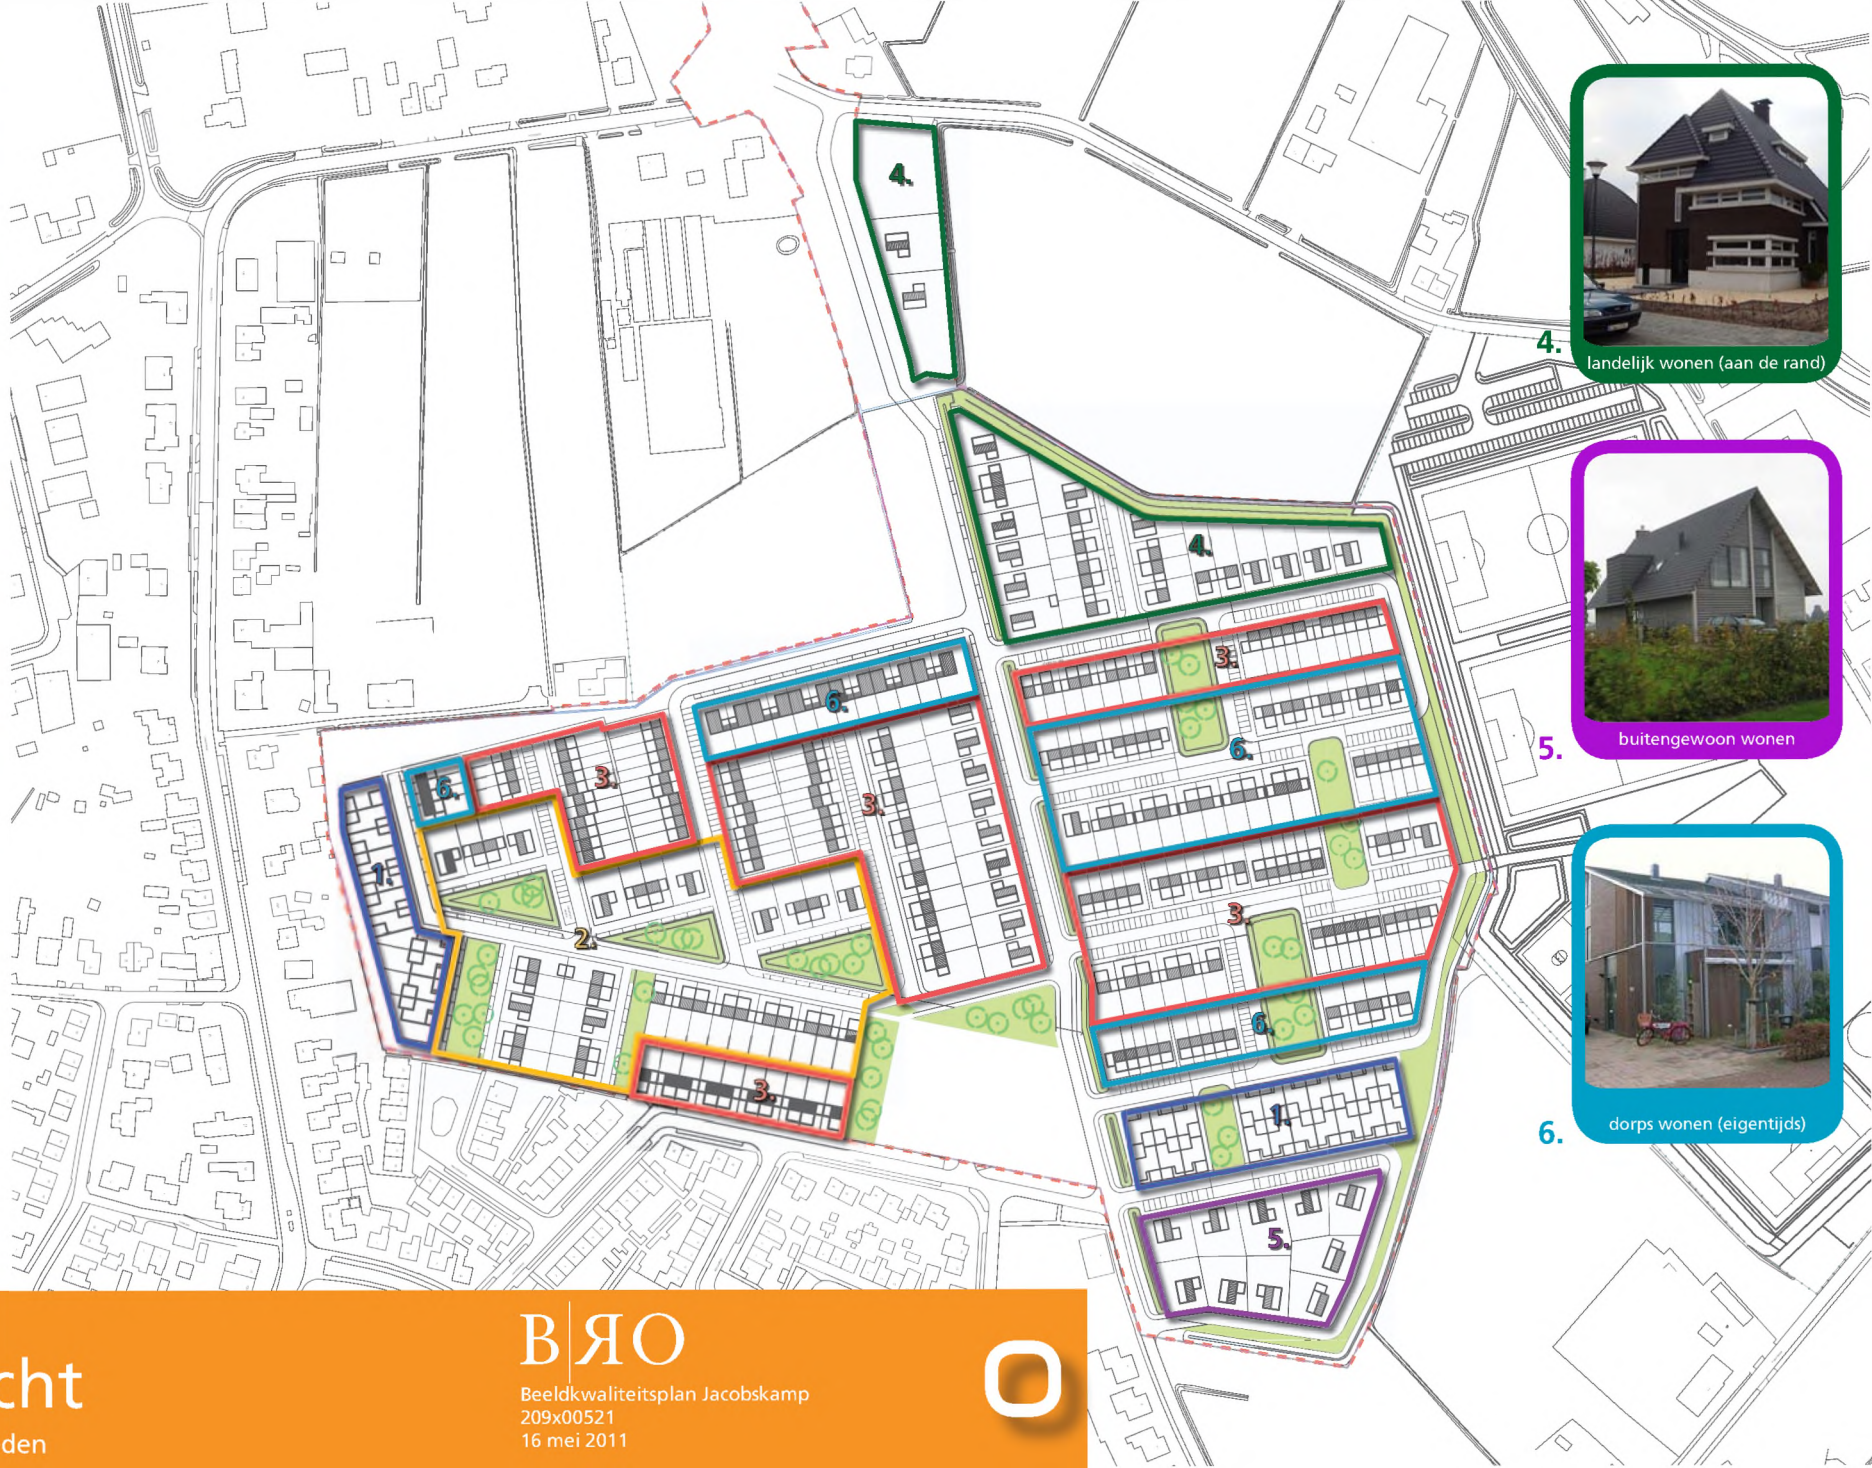 4.
4.
landelijk wonen (aan de rand)
4.
5.
buitengewoon wonen
3.
6.
6.
6.
3.
3.
1.
2.
3.
6.
3.
1.
5.
6.
dorps wonen (eigentijds)
cht
den
BRO
Beeldkwaliteitsplan Jacobskamp
209x00521
16 mei 2011